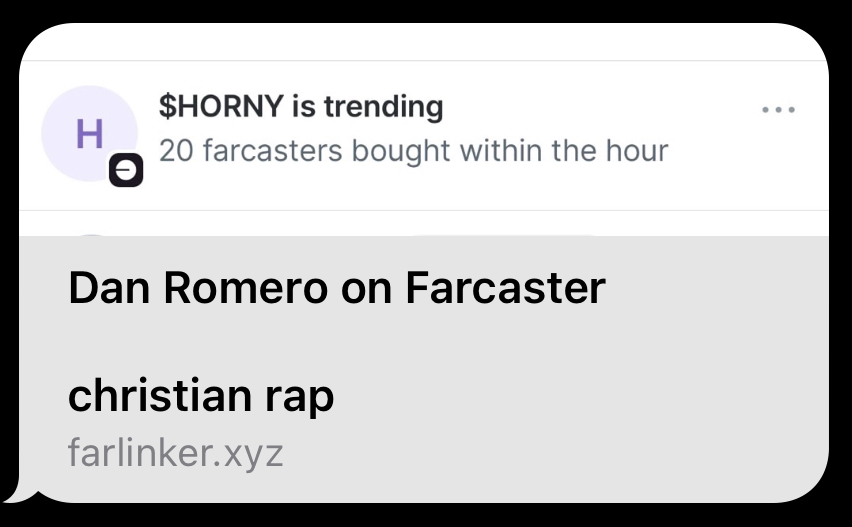 H
$HORNY is trending
20 farcasters bought within the hour
Dan Romero on Farcaster
christian rap
farlinker.xyz